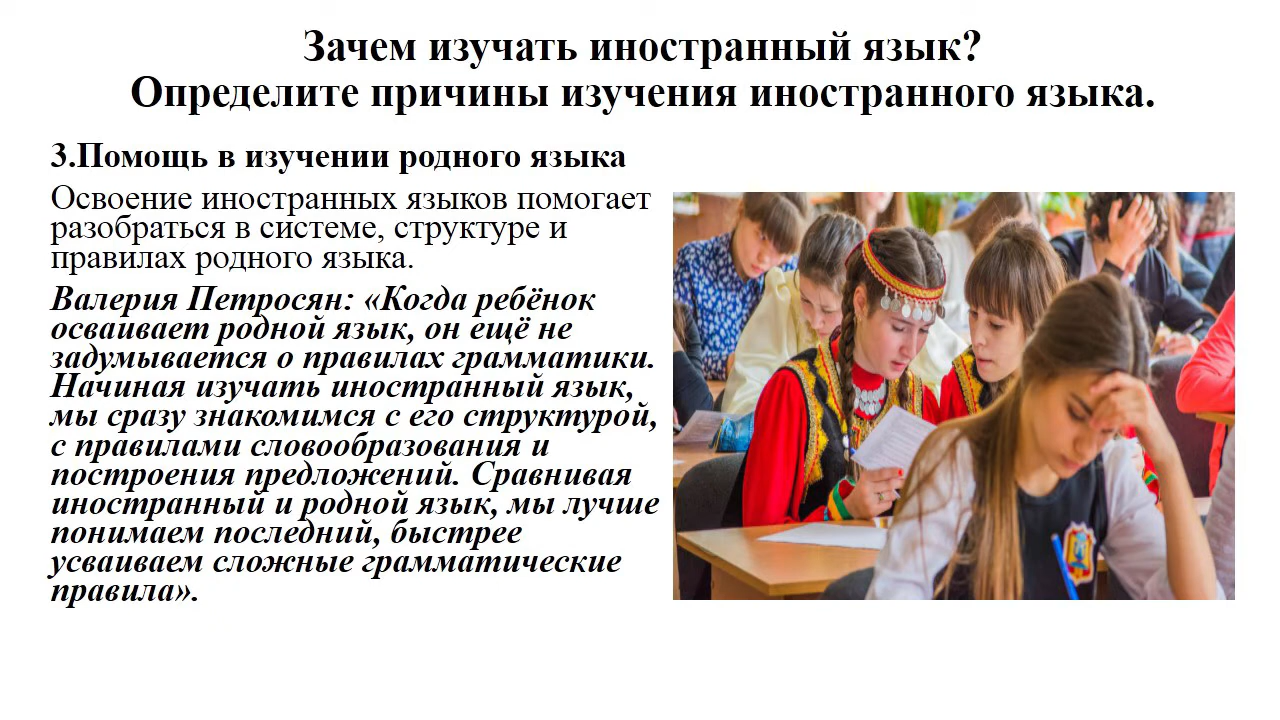 Зачем изучать иностранный язык?
Определите причины изучения иностранного языка.
3.Помощь в изучении родного языка
Освоение иностранных языков помогает
разобраться в системе, структуре и
правилах родного языка.
Валерия Петросян: «Когда ребёнок
осваивает родной язык, он ещё не
задумывается о правилах грамматики.
Начиная изучать иностранный язык,
мы сразу знакомимся с его структурой,
с правилами словообразования и
построения предложений. Сравнивая
иностранный и родной язык, мы лучше
понимаем последний, быстрее
усваиваем сложные грамматические
правила».